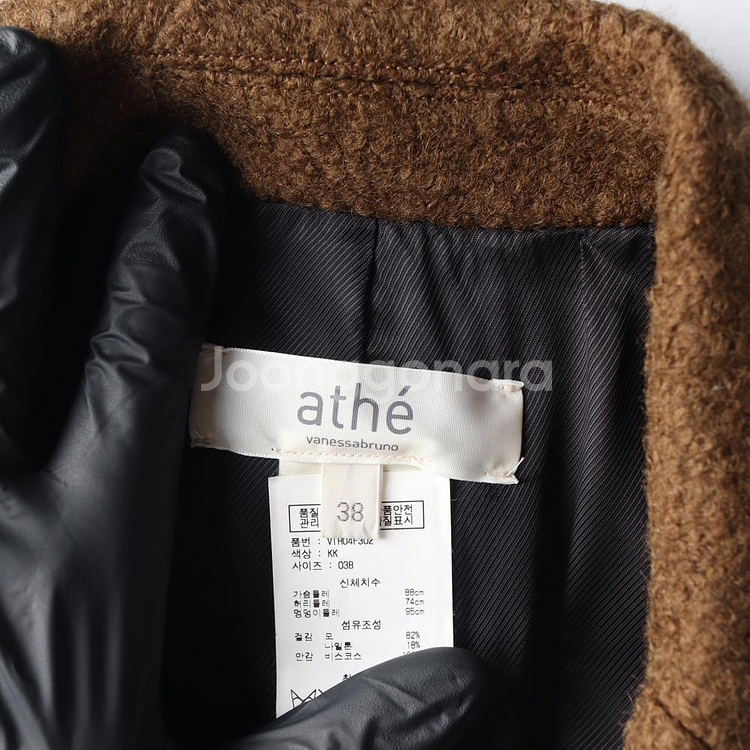 Joonggonara
athé
vanessabruno
38
품질 품안전
관리 품질표시
품번 : VTH04F302
색상 : KK
사이즈 : 038
신체치수
가슴둘레 88cm
허리둘레 74cm
엉덩이둘레 95cm
섬유조성
겉감 모 82%
나일론 18%
안감 비스코스